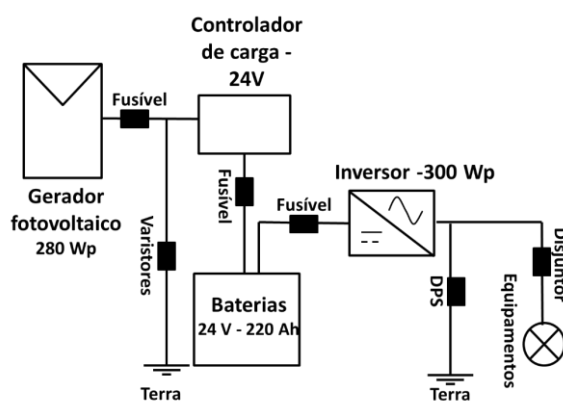 Controlador
de carga -
24V
Fusível
Gerador
fotovoltaico
280 Wp
Varistores
Terra
Fusível
Baterias
24 V - 220 Ah
Fusível
Inversor -300 Wp
DPS
Terra
Disjuntor
Equipamentos